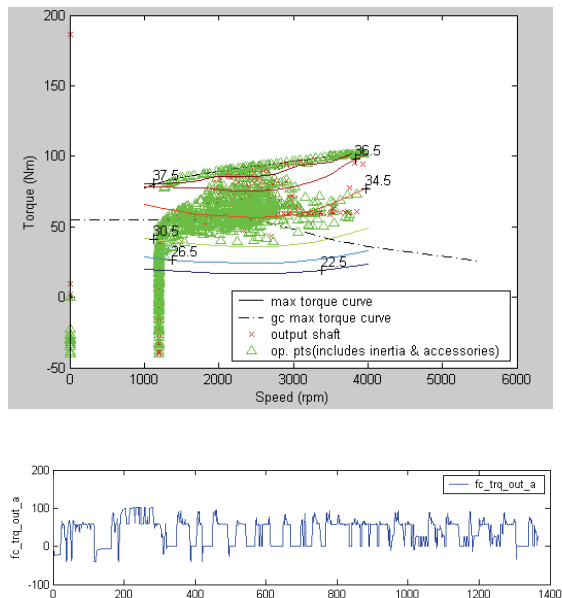 200
150
100
50
0
-50
Torque (Nm)
37.5
36.5
34.5
30.5
26.5
22.5
max torque curve
gc max torque curve
output shaft
op. pts(includes inertia & accessories)
0 1000 2000 3000 4000 5000 6000
Speed (rpm)
200
100
0
-100
fc_trq_out_a
fc_trq_out_a
0 200 400 600 800 1000 1200 1400